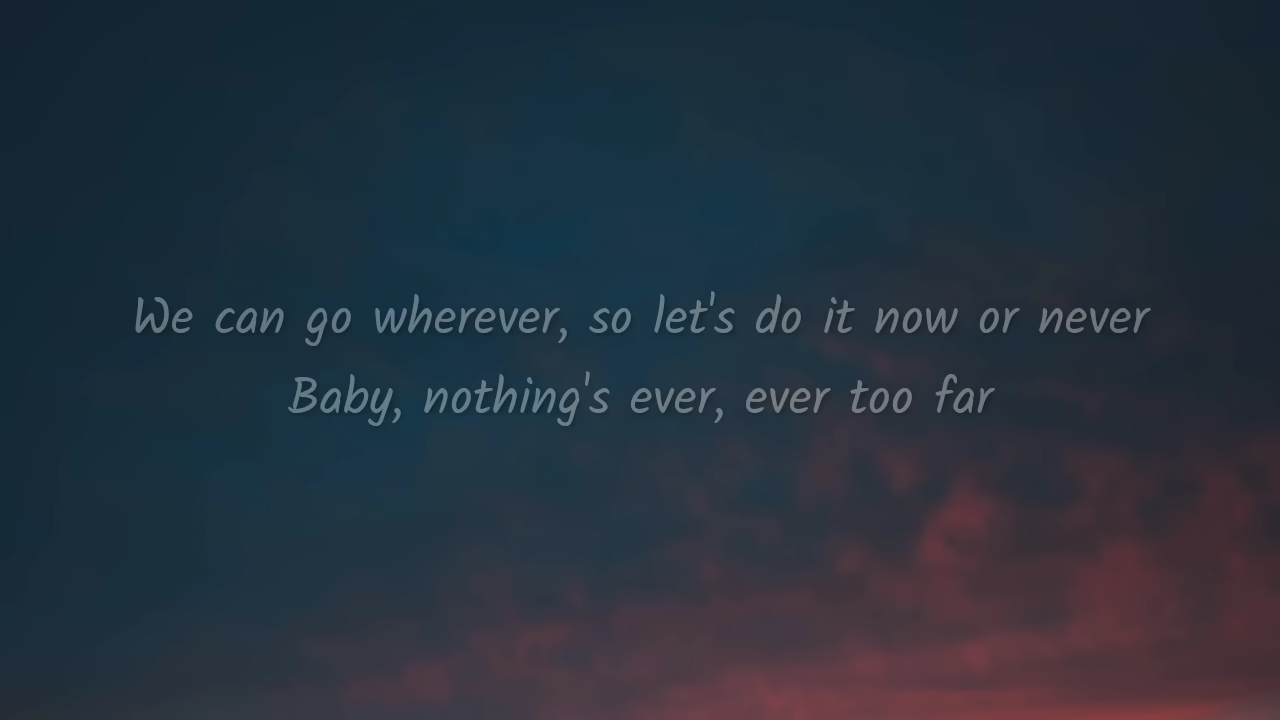 We can go wherever, so let's do it now or never
Baby, nothing's ever, ever too far